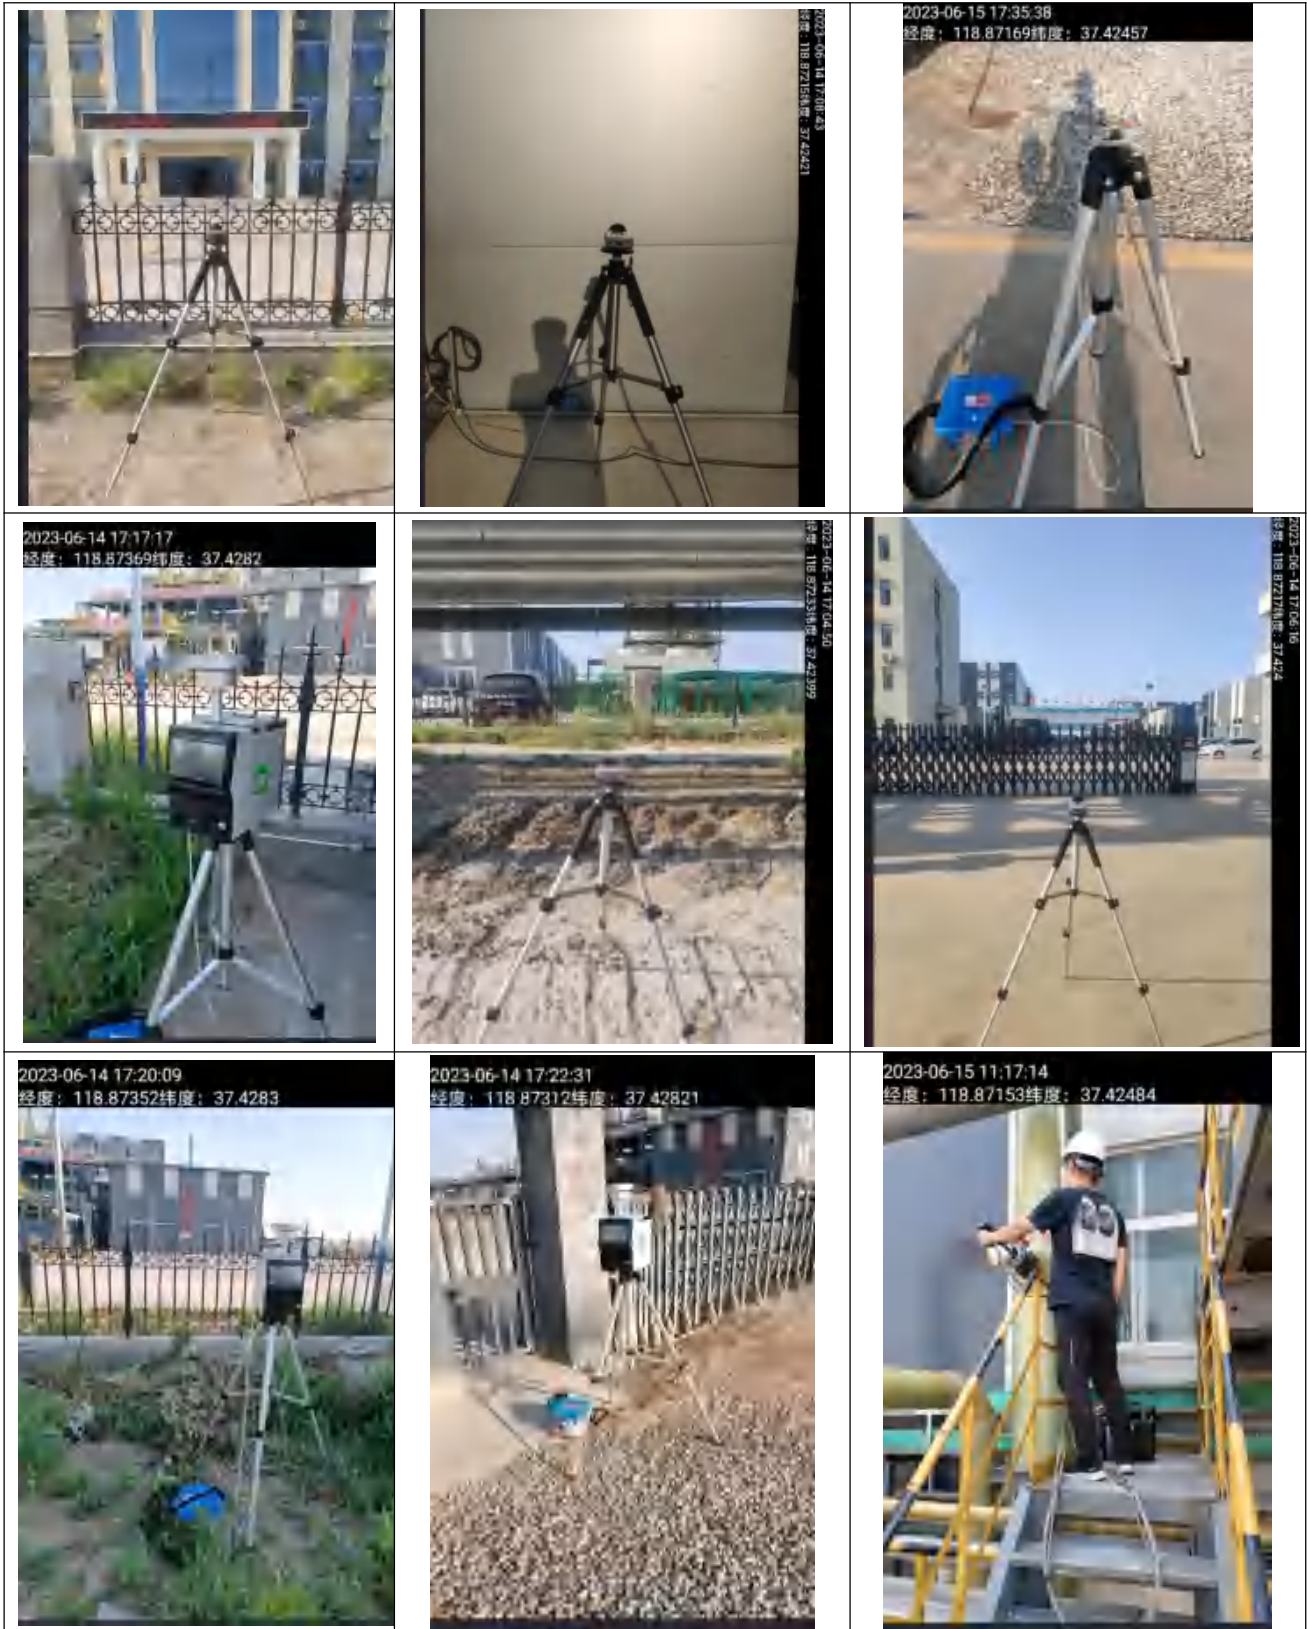 2023-06-14 17:08:43
经度：118.87215纬度：37.42421
2023-06-15 17:35:38
经度：118.87169纬度：37.42457
2023-06-14 17:17:17
经度：118.87369纬度：37.4282
2023-06-14 17:04:50
经度：118.87233纬度：37.42399
2023-06-14 17:06:16
经度：118.87217纬度：37.424
2023-06-14 17:20:09
经度：118.87352纬度：37.4283
2023-06-14 17:22:31
经度：118.87312纬度：37.42821
2023-06-15 11:17:14
经度：118.87153纬度：37.42484